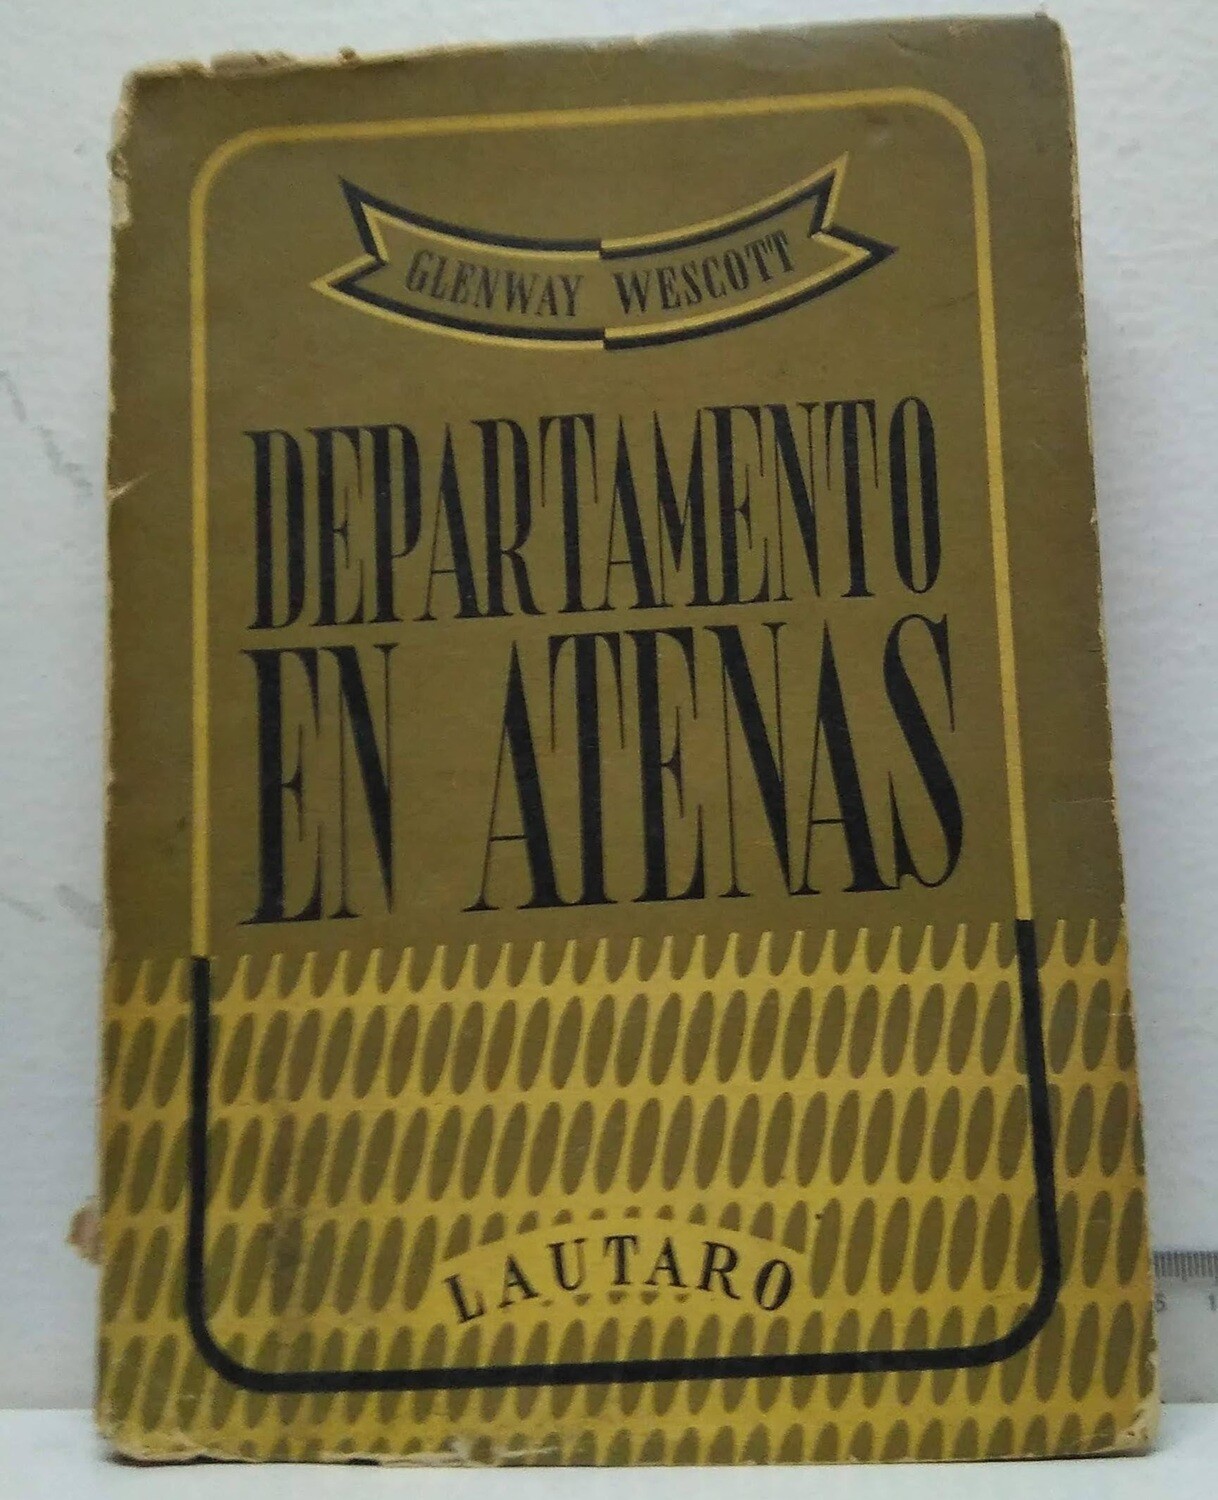 GLENWAY WESCOTT
DEPARTAMENTO
EN ATENAS
LAUTARO